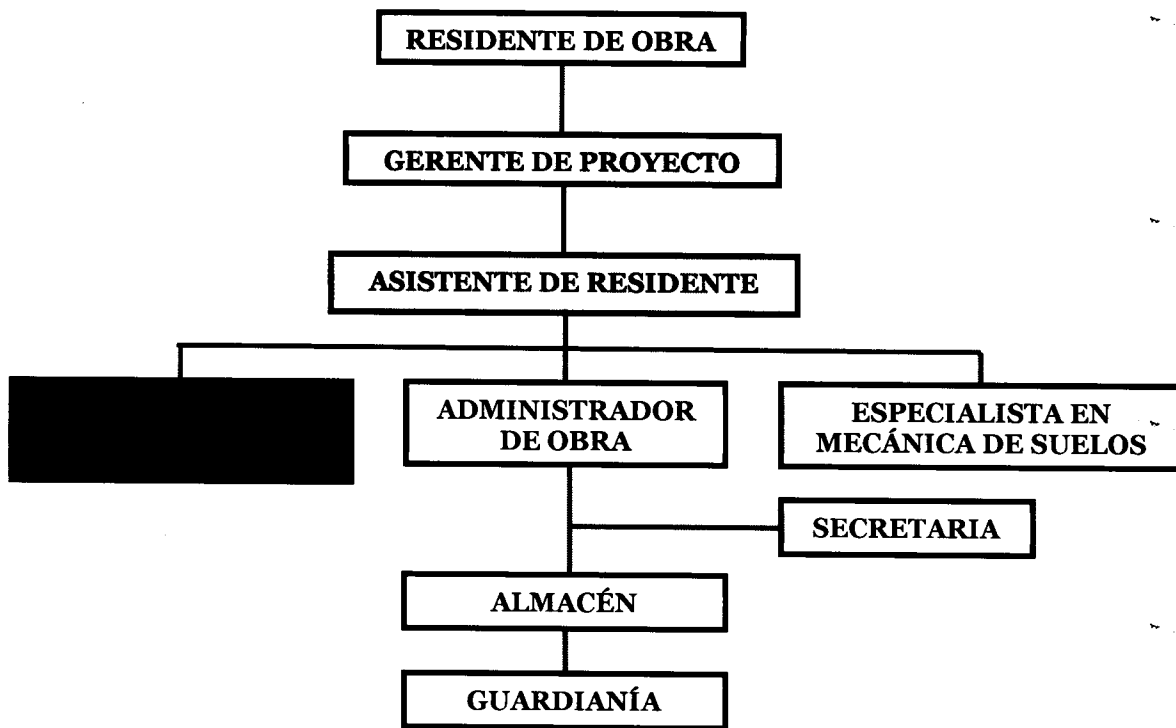 RESIDENTE DE OBRA
GERENTE DE PROYECTO
ASISTENTE DE RESIDENTE
ADMINISTRADOR
DE OBRA
ESPECIALISTA EN
MECÁNICA DE SUELOS
SECRETARIA
ALMACÉN
GUARDIANÍA